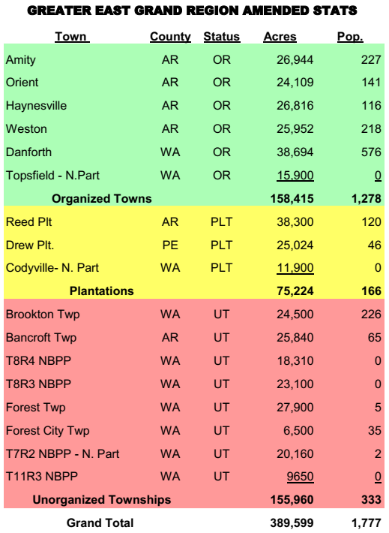 GREATER EAST GRAND REGION AMENDED STATS
Town County Status Acres Pop.
Amity AR OR 26,944 227
Orient AR OR 24,109 141
Haynesville AR OR 26,816 116
Weston AR OR 25,952 218
Danforth WA OR 38,694 576
Topsfield - N.Part WA OR 15,900 0
Organized Towns 158,415 1,278
Reed Plt AR PLT 38,300 120
Drew Plt. PE PLT 25,024 46
Codyville- N. Part WA PLT 11,900 0
Plantations 75,224 166
Brookton Twp WA UT 24,500 226
Bancroft Twp AR UT 25,840 65
T8R4 NBPP WA UT 18,310 0
T8R3 NBPP WA UT 23,100 0
Forest Twp WA UT 27,900 5
Forest City Twp WA UT 6,500 35
T7R2 NBPP - N. Part WA UT 20,160 2
T11R3 NBPP WA UT 9650 0
Unorganized Townships 155,960 333
Grand Total 389,599 1,777